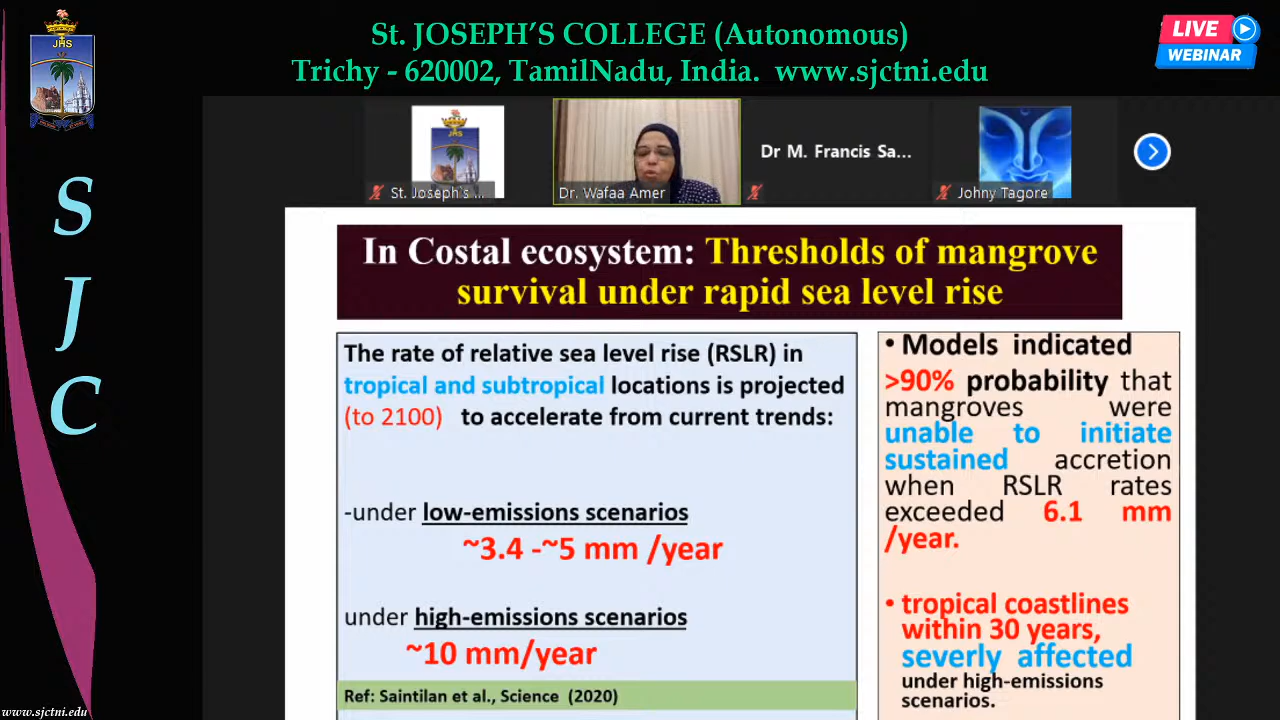 St. JOSEPH'S COLLEGE (Autonomous)
Trichy - 620002, TamilNadu, India. www.sjctni.edu
LIVE
WEBINAR
JHS
S
J
C
JHS
St. Joseph's ...
Dr. Wafaa Amer
Dr M. Francis Sa...
Johny Tagore
In Costal ecosystem: Thresholds of mangrove
survival under rapid sea level rise
The rate of relative sea level rise (RSLR) in
tropical and subtropical locations is projected
(to 2100) to accelerate from current trends:
-under low-emissions scenarios
~3.4 -~5 mm /year
under high-emissions scenarios
~10 mm/year
Ref: Saintilan et al., Science (2020)
• Models indicated
>90% probability that
mangroves were
unable to initiate
sustained accretion
when RSLR rates
exceeded 6.1 mm
/year.
• tropical coastlines
within 30 years,
severly affected
under high-emissions
scenarios.
www.sjctni.edu